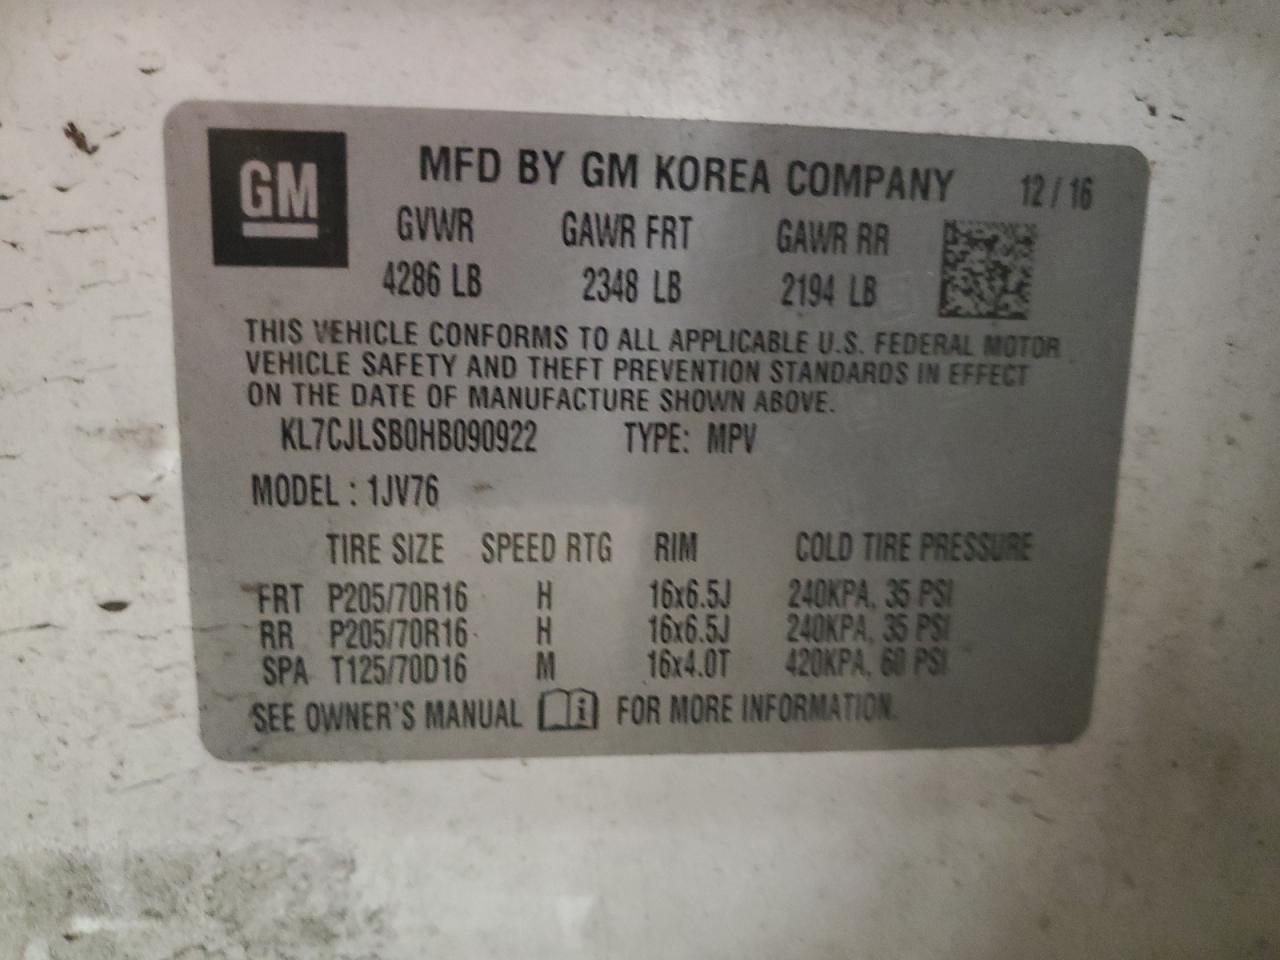 GM
MFD BY GM KOREA COMPANY 12 / 16
GVWR GAWR FRT GAWR RR
4286 LB 2348 LB 2194 LB
THIS VEHICLE CONFORMS TO ALL APPLICABLE U.S. FEDERAL MOTOR
VEHICLE SAFETY AND THEFT PREVENTION STANDARDS IN EFFECT
ON THE DATE OF MANUFACTURE SHOWN ABOVE.
KL7CJLSB0HB090922 TYPE: MPV
MODEL : 1JV76
TIRE SIZE SPEED RTG RIM COLD TIRE PRESSURE
FRT P205/70R16 H 16x6.5J 240KPA, 35 PSI
RR P205/70R16 H 16x6.5J 240KPA, 35 PSI
SPA T125/70D16 M 16x4.0T 420KPA, 60 PSI
SEE OWNER'S MANUAL i FOR MORE INFORMATION.